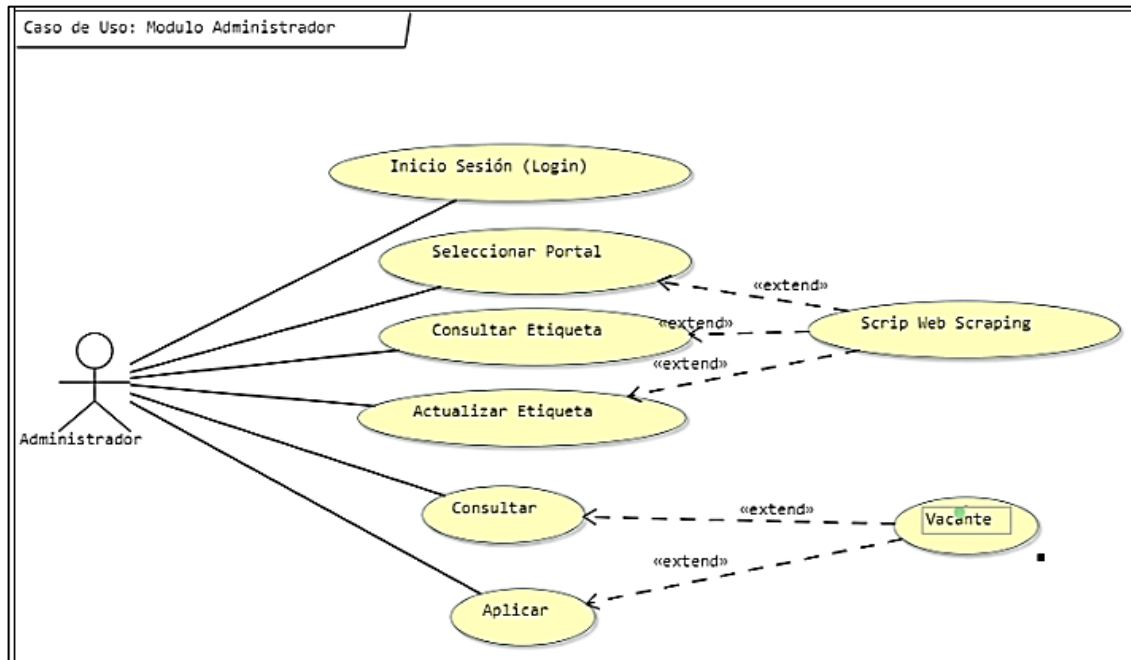 Caso de Uso: Modulo Administrador
Inicio Sesión (Login)
Seleccionar Portal
«extend»
Consultar Etiqueta
«extend»
Scrip Web Scraping
«extend»
Actualizar Etiqueta
Administrador
Consultar
«extend»
Vacante
«extend»
Aplicar